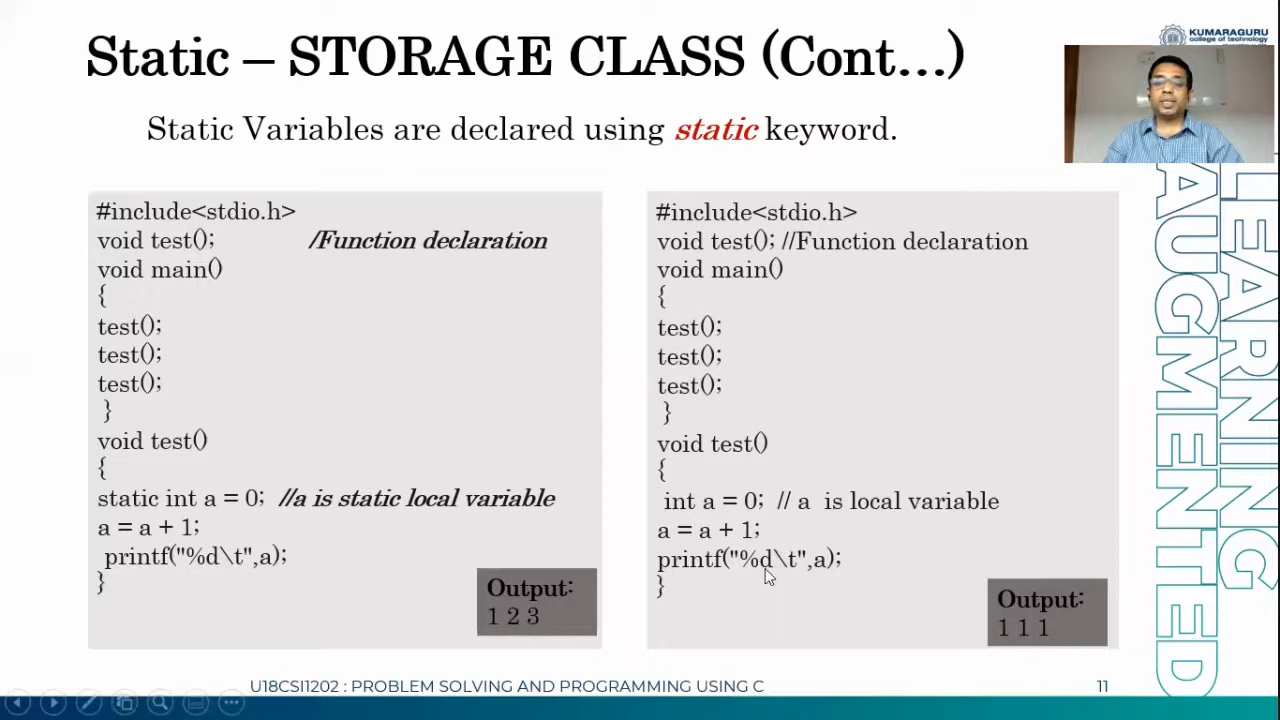 Static – STORAGE CLASS (Cont...)
KUMARAGURU
college of technology
Static Variables are declared using static keyword.
#include<stdio.h>
void test(); /Function declaration
void main()
{
test();
test();
test();
}
void test()
{
static int a = 0; //a is static local variable
a = a + 1;
printf("%d\t",a);
}
Output:
1 2 3
#include<stdio.h>
void test(); //Function declaration
void main()
{
test();
test();
test();
}
void test()
{
int a = 0; // a is local variable
a = a + 1;
printf("%d\t",a);
}
Output:
1 1 1
LEARNING
AUGMENTED
U18CSI1202 : PROBLEM SOLVING AND PROGRAMMING USING C
11